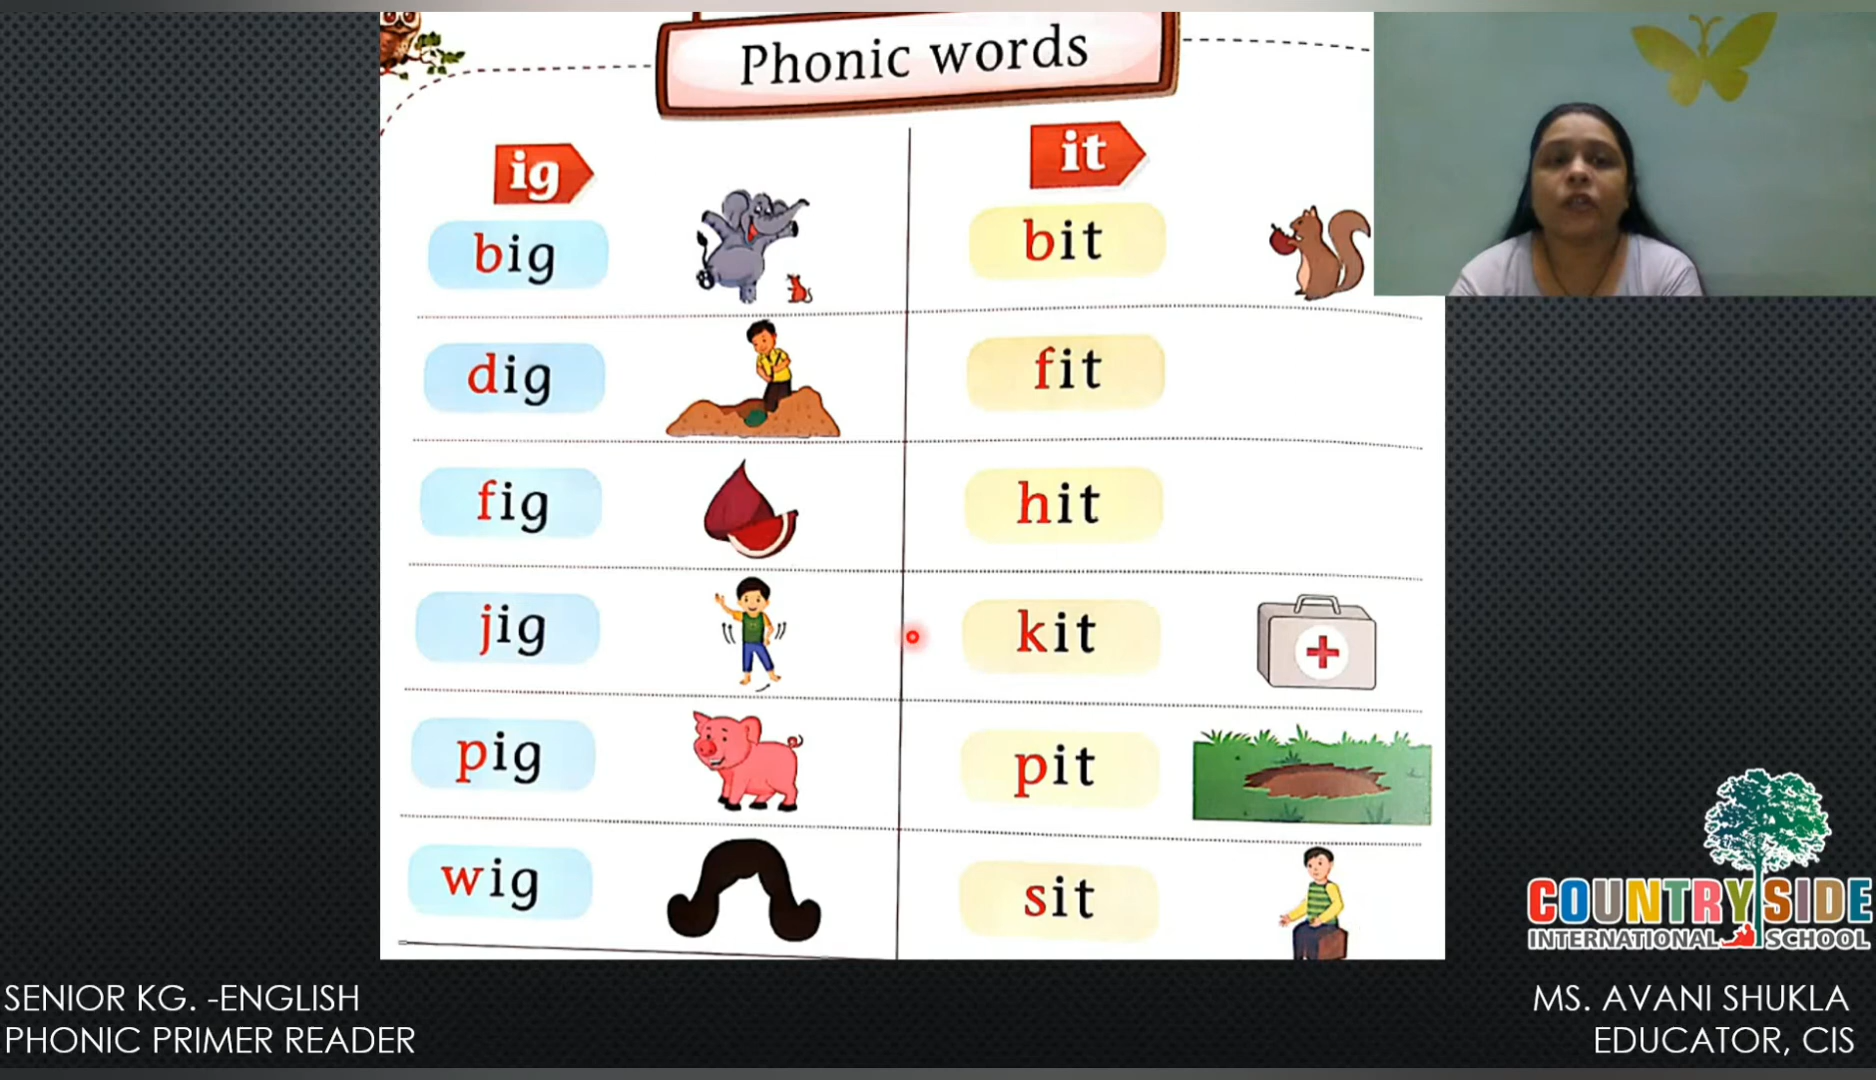 Phonic words
ig
big
dig
fig
jig
pig
wig
it
bit
fit
hit
kit
pit
sit
COUNTRYSIDE
INTERNATIONAL SCHOOL
SENIOR KG. -ENGLISH
PHONIC PRIMER READER
MS. AVANI SHUKLA
EDUCATOR, CIS